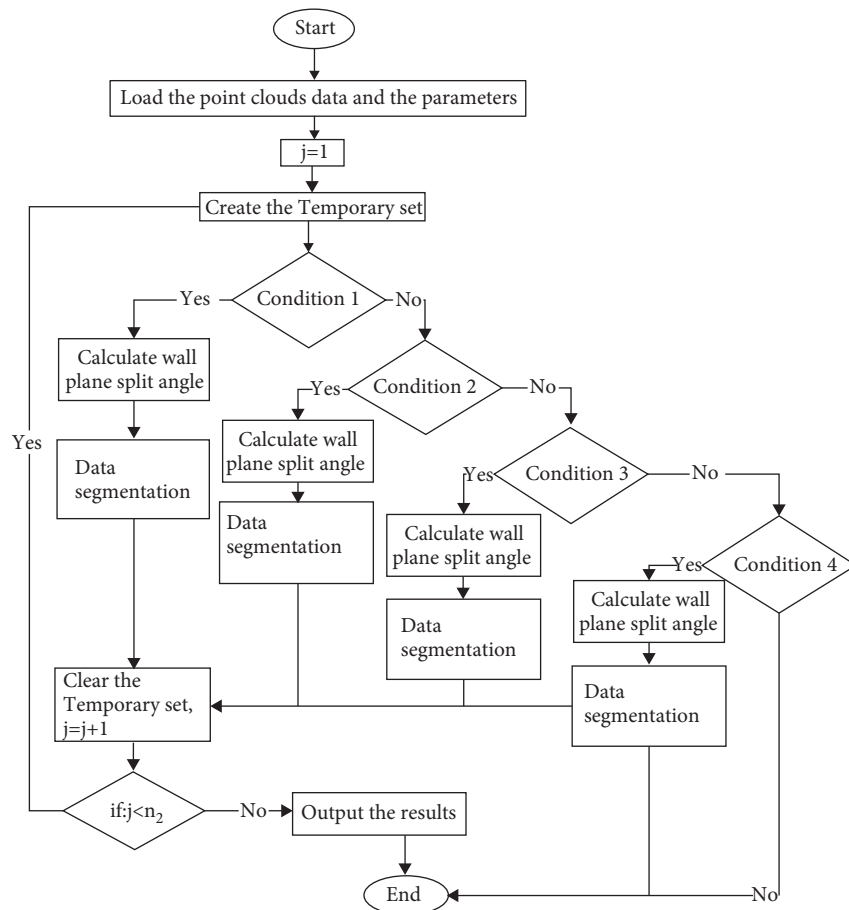 Start
Load the point clouds data and the parameters
j=1
Create the Temporary set
Condition 1
Yes
No
Calculate wall
plane split angle
Condition 2
Yes
No
Yes
Calculate wall
plane split angle
Data
segmentation
Condition 3
Yes
No
Data
segmentation
Calculate wall
plane split angle
Condition 4
Yes
Calculate wall
plane split angle
Data
segmentation
Clear the
Temporary set,
j=j+1
Data
segmentation
if:j<n₂
No
Output the results
End
No